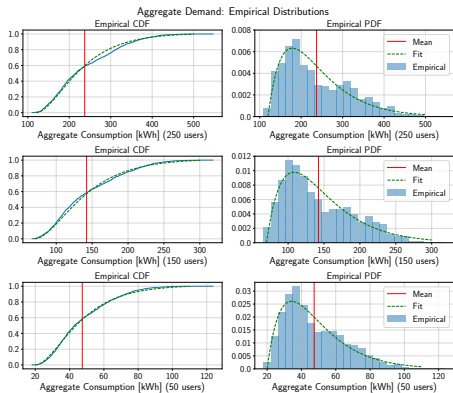 Aggregate Demand: Empirical Distributions
Empirical CDF
1.0
0.8
0.6
0.4
0.2
0.0
100 200 300 400 500
Aggregate Consumption [kWh] (250 users)
Empirical PDF
0.008
0.006
0.004
0.002
0.000
Mean
Fit
Empirical
100 200 300 400 500
Aggregate Consumption [kWh] (250 users)
Empirical CDF
1.0
0.8
0.6
0.4
0.2
0.0
100 150 200 250 300
Aggregate Consumption [kWh] (150 users)
Empirical PDF
0.012
0.010
0.008
0.006
0.004
0.002
0.000
Mean
Fit
Empirical
100 150 200 250 300
Aggregate Consumption [kWh] (150 users)
Empirical CDF
1.0
0.8
0.6
0.4
0.2
0.0
20 40 60 80 100 120
Aggregate Consumption [kWh] (50 users)
Empirical PDF
0.03
0.025
0.02
0.015
0.01
0.005
0.000
Mean
Fit
Empirical
20 40 60 80 100 120
Aggregate Consumption [kWh] (50 users)